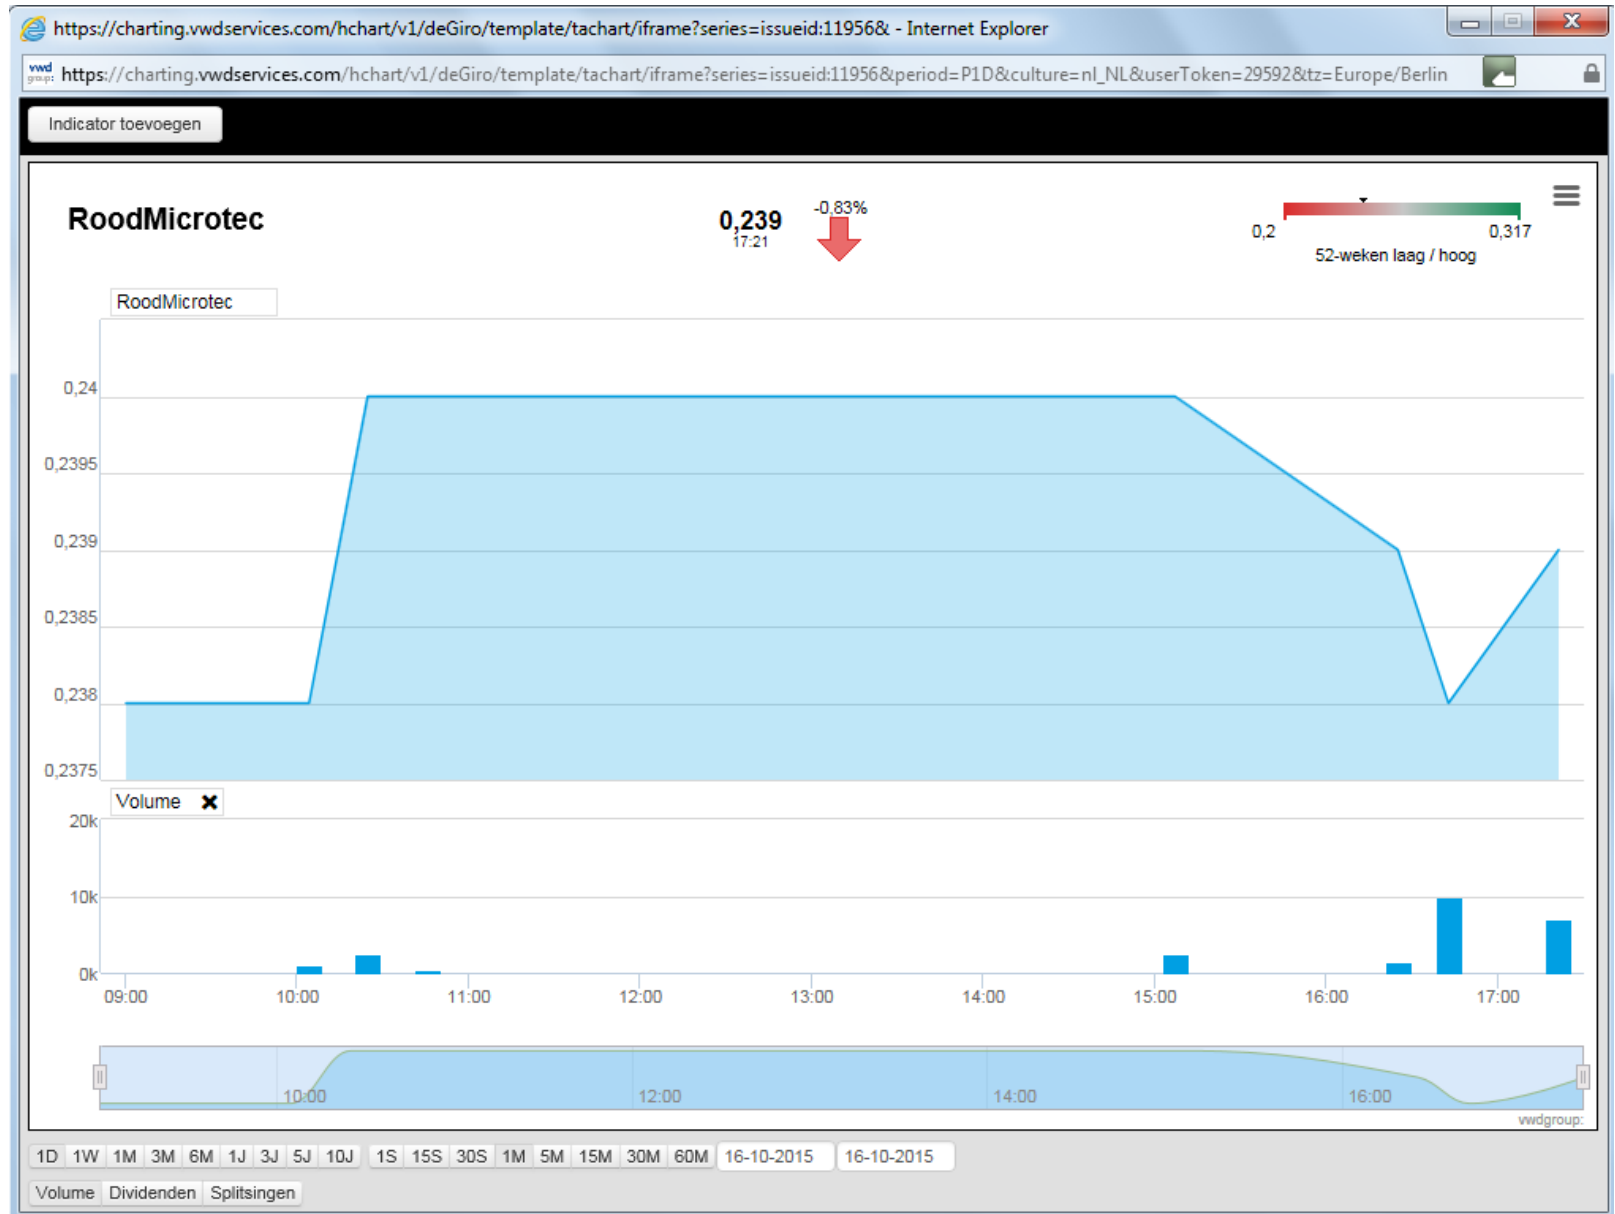 https://charting.vwdservices.com/hchart/v1/deGiro/template/tachart/iframe?series=issueid:11956& - Internet Explorer
vwd group: https://charting.vwdservices.com/hchart/v1/deGiro/template/tachart/iframe?series=issueid:11956&period=P1D&culture=nl_NL&userToken=29592&tz=Europe/Berlin
Indicator toevoegen
RoodMicrotec
0,239
17:21
-0,83%
0,2
0,317
52-weken laag / hoog
RoodMicrotec
0,24
0,2395
0,239
0,2385
0,238
0,2375
Volume
20k
10k
0k
09:00 10:00 11:00 12:00 13:00 14:00 15:00 16:00 17:00
10:00 12:00 14:00 16:00
vwdgroup:
1D 1W 1M 3M 6M 1J 3J 5J 10J 1S 15S 30S 1M 5M 15M 30M 60M 16-10-2015 16-10-2015
Volume Dividenden Splitsingen